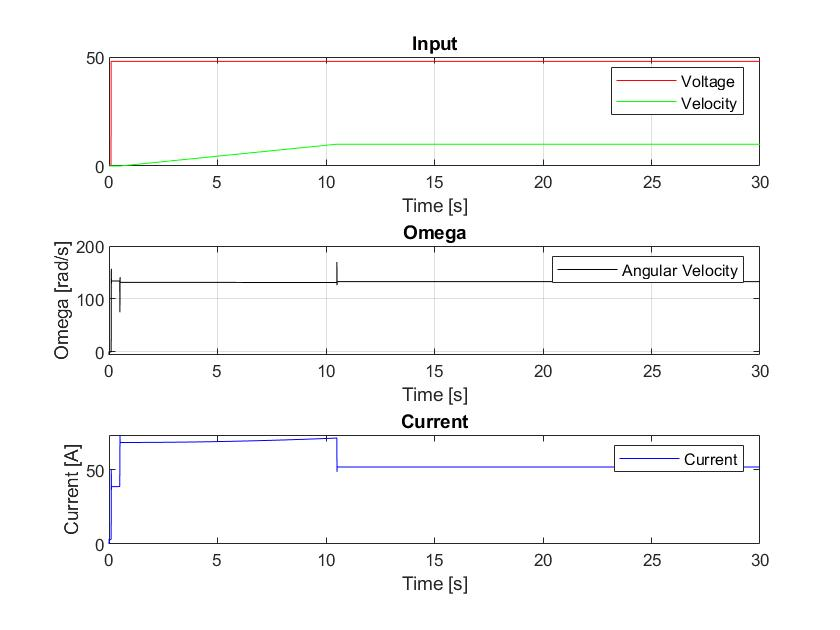 Input
50
0
Voltage
Velocity
0 5 10 15 20 25 30
Time [s]
Omega
Omega [rad/s]
200
100
0
Angular Velocity
0 5 10 15 20 25 30
Time [s]
Current
Current [A]
50
0
Current
0 5 10 15 20 25 30
Time [s]